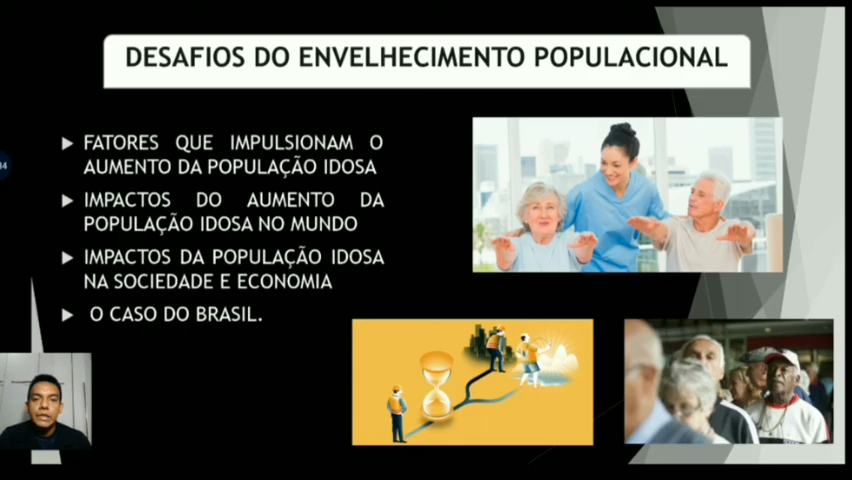 DESAFIOS DO ENVELHECIMENTO POPULACIONAL
FATORES QUE IMPULSIONAM O
AUMENTO DA POPULAÇÃO IDOSA
IMPACTOS DO AUMENTO DA
POPULAÇÃO IDOSA NO MUNDO
IMPACTOS DA POPULAÇÃO IDOSA
NA SOCIEDADE E ECONOMIA
O CASO DO BRASIL.